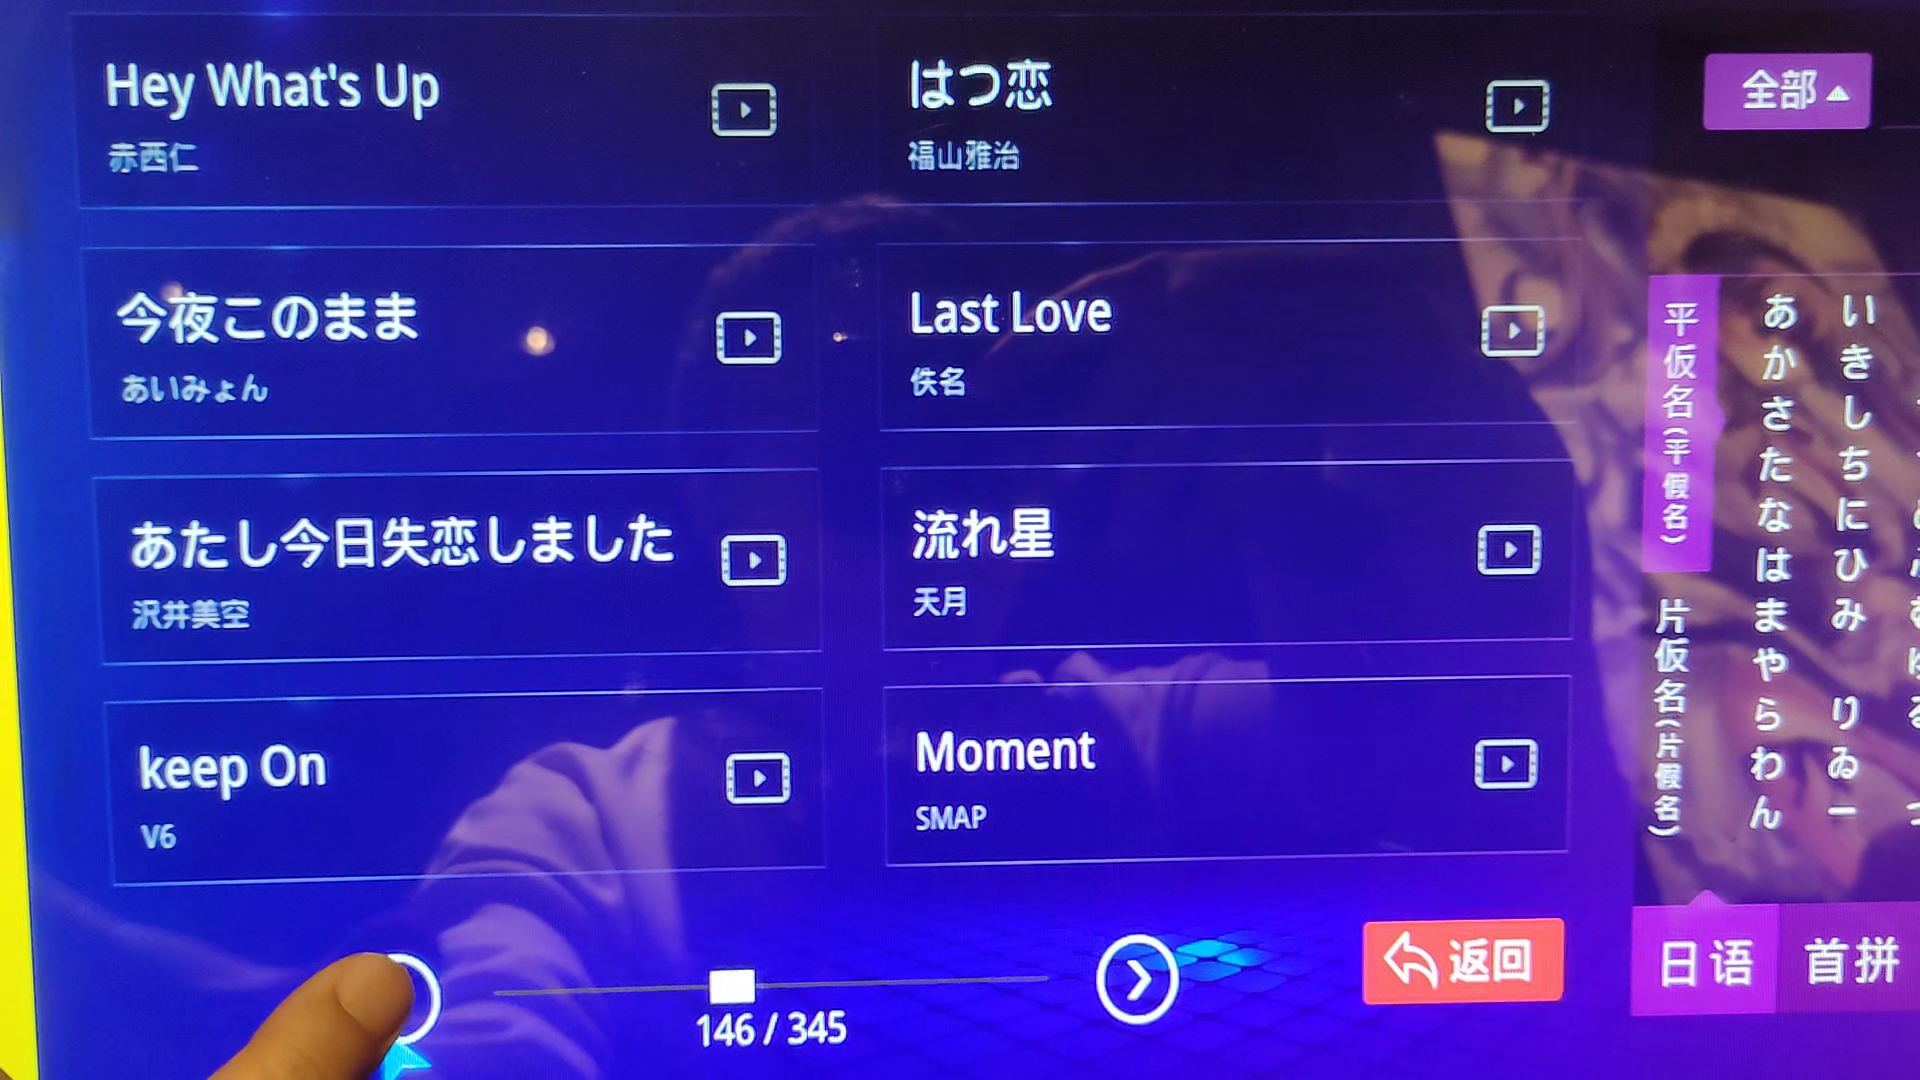 Hey What's Up
赤西仁
はつ恋
福山雅治
今夜このまま
あいみょん
Last Love
佚名
あたし今日失恋しました
沢井美空
流れ星
天月
keep On
V6
Moment
SMAP
146 / 345
返回
全部
平仮名(平假名)
片仮名(片假名)
あかさたなはまやらわん
いきしちにひみ りゐー
日语
首拼